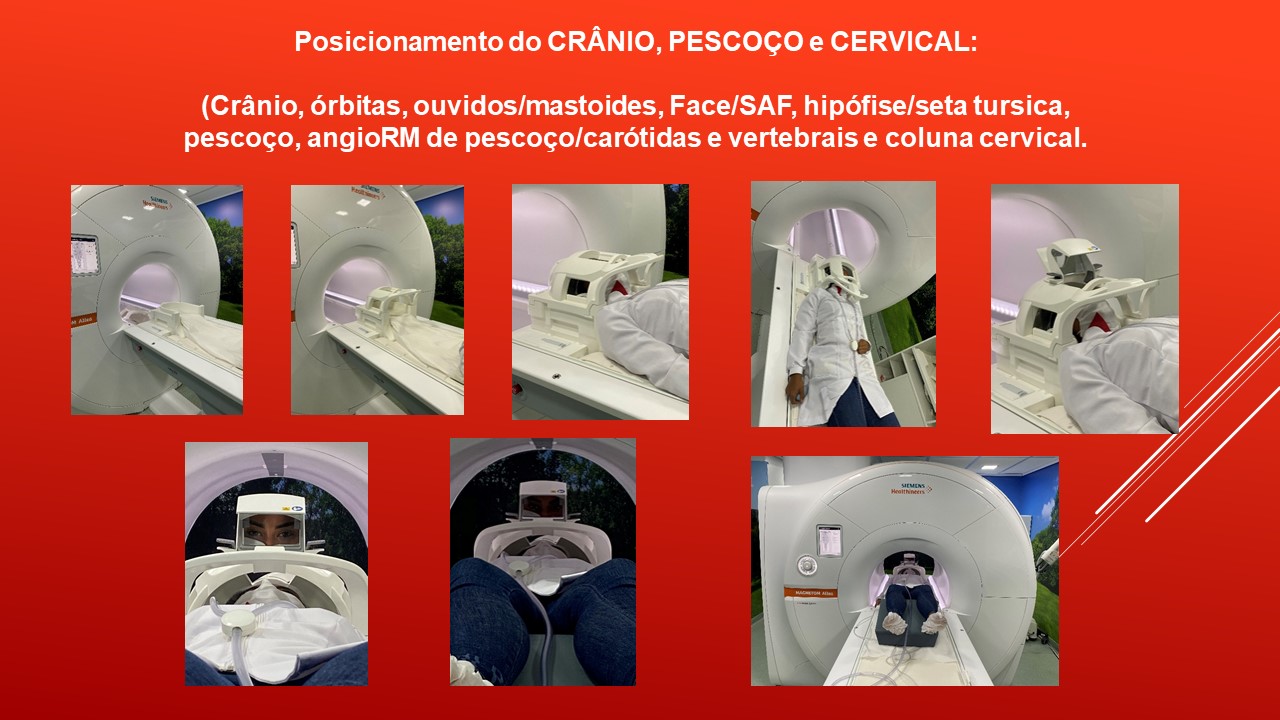 Posicionamento do CRÂNIO, PESCOÇO e CERVICAL:
(Crânio, órbitas, ouvidos/mastoides, Face/SAF, hipófise/seta tursica,
pescoço, angioRM de pescoço/carótidas e vertebrais e coluna cervical.
SIEMENS
Healthineers
M Altea
SIEMENS
Healthineers
SIEMENS
Healthineers
MAGNETOM Altea